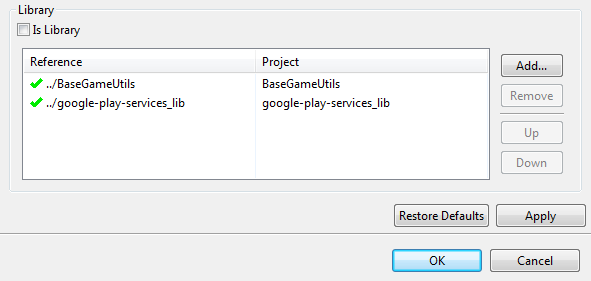 Library
Is Library
Reference Project
../BaseGameUtils BaseGameUtils
../google-play-services_lib google-play-services_lib
Add...
Remove
Up
Down
Restore Defaults Apply
OK Cancel